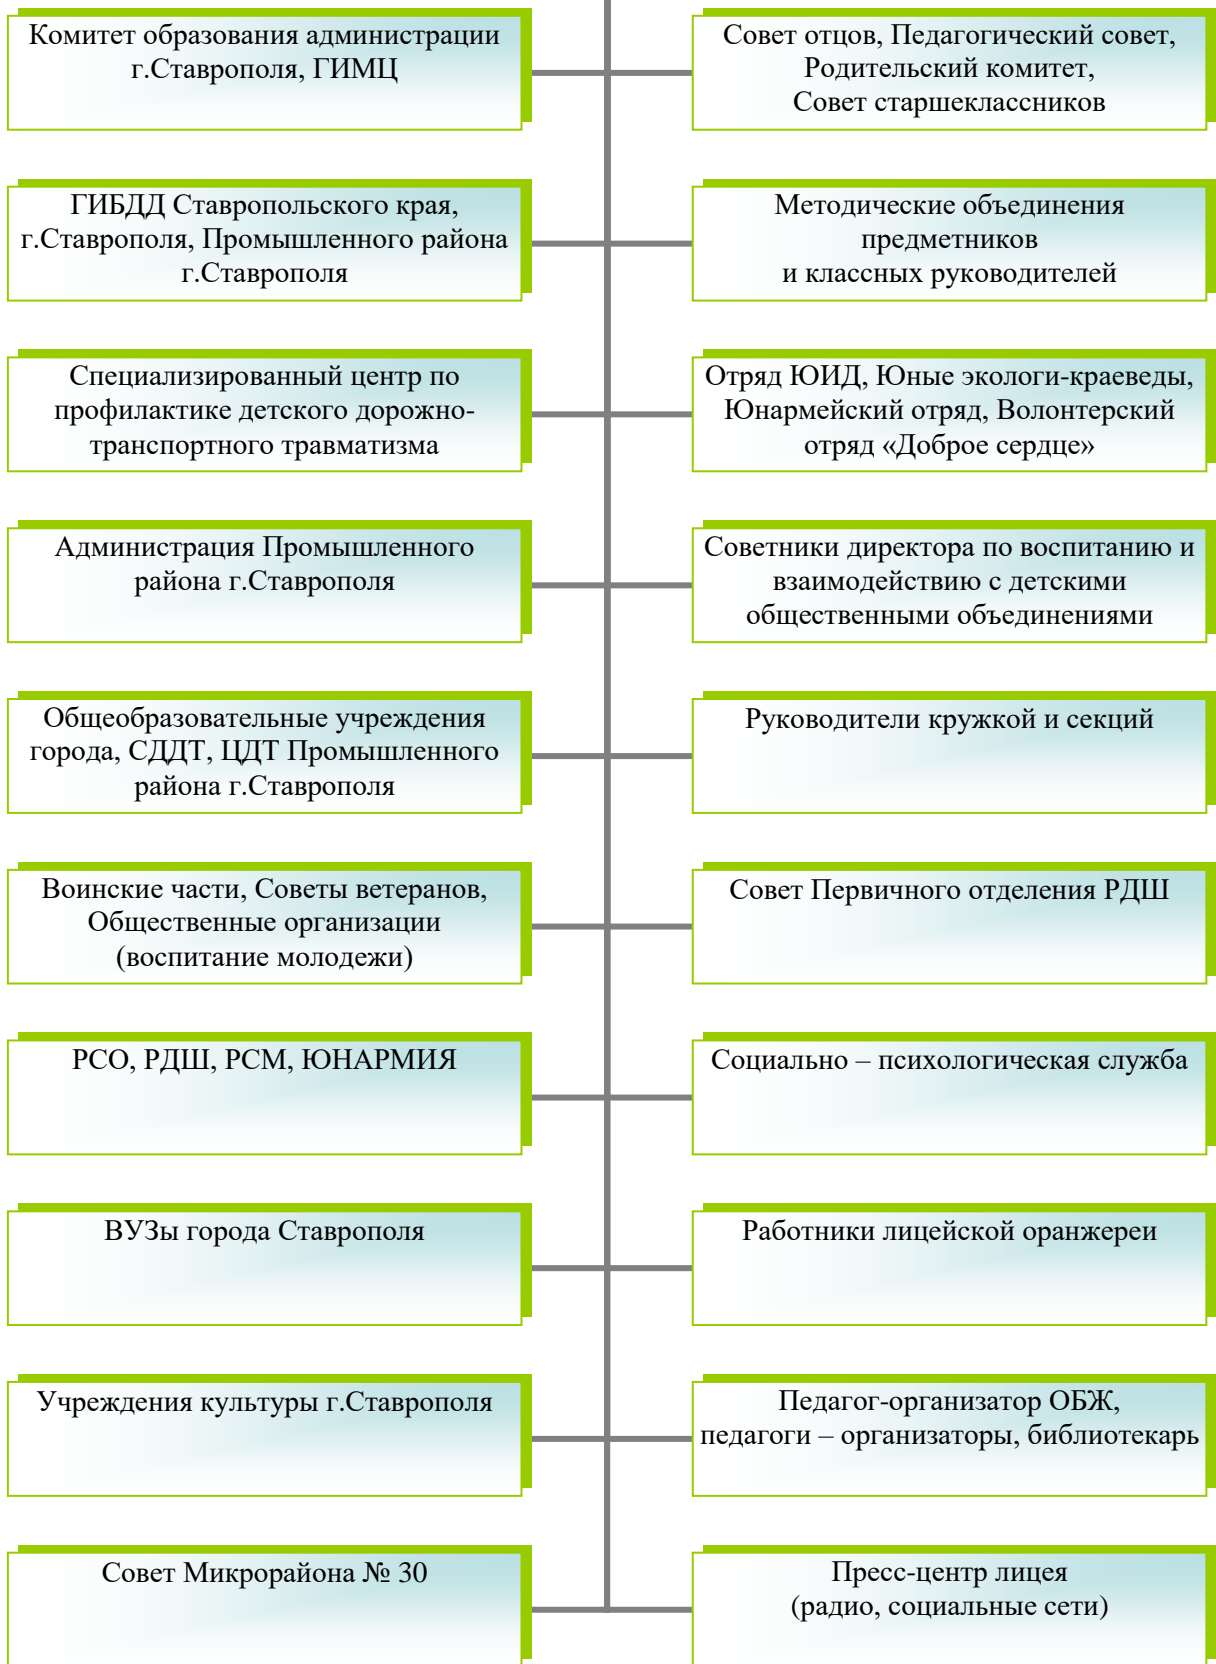 Комитет образования администрации
г.Ставрополя, ГИМЦ
Совет отцов, Педагогический совет,
Родительский комитет,
Совет старшеклассников
ГИБДД Ставропольского края,
г.Ставрополя, Промышленного района
г.Ставрополя
Методические объединения
предметников
и классных руководителей
Специализированный центр по
профилактике детского дорожно-
транспортного травматизма
Отряд ЮИД, Юные экологи-краеведы,
Юнармейский отряд, Волонтерский
отряд «Доброе сердце»
Администрация Промышленного
района г.Ставрополя
Советники директора по воспитанию и
взаимодействию с детскими
общественными объединениями
Общеобразовательные учреждения
города, СДДТ, ЦДТ Промышленного
района г.Ставрополя
Руководители кружкой и секций
Воинские части, Советы ветеранов,
Общественные организации
(воспитание молодежи)
Совет Первичного отделения РДШ
РСО, РДШ, РСМ, ЮНАРМИЯ
Социально – психологическая служба
ВУЗы города Ставрополя
Работники лицейской оранжереи
Учреждения культуры г.Ставрополя
Педагог-организатор ОБЖ,
педагоги – организаторы, библиотекарь
Совет Микрорайона № 30
Пресс-центр лицея
(радио, социальные сети)